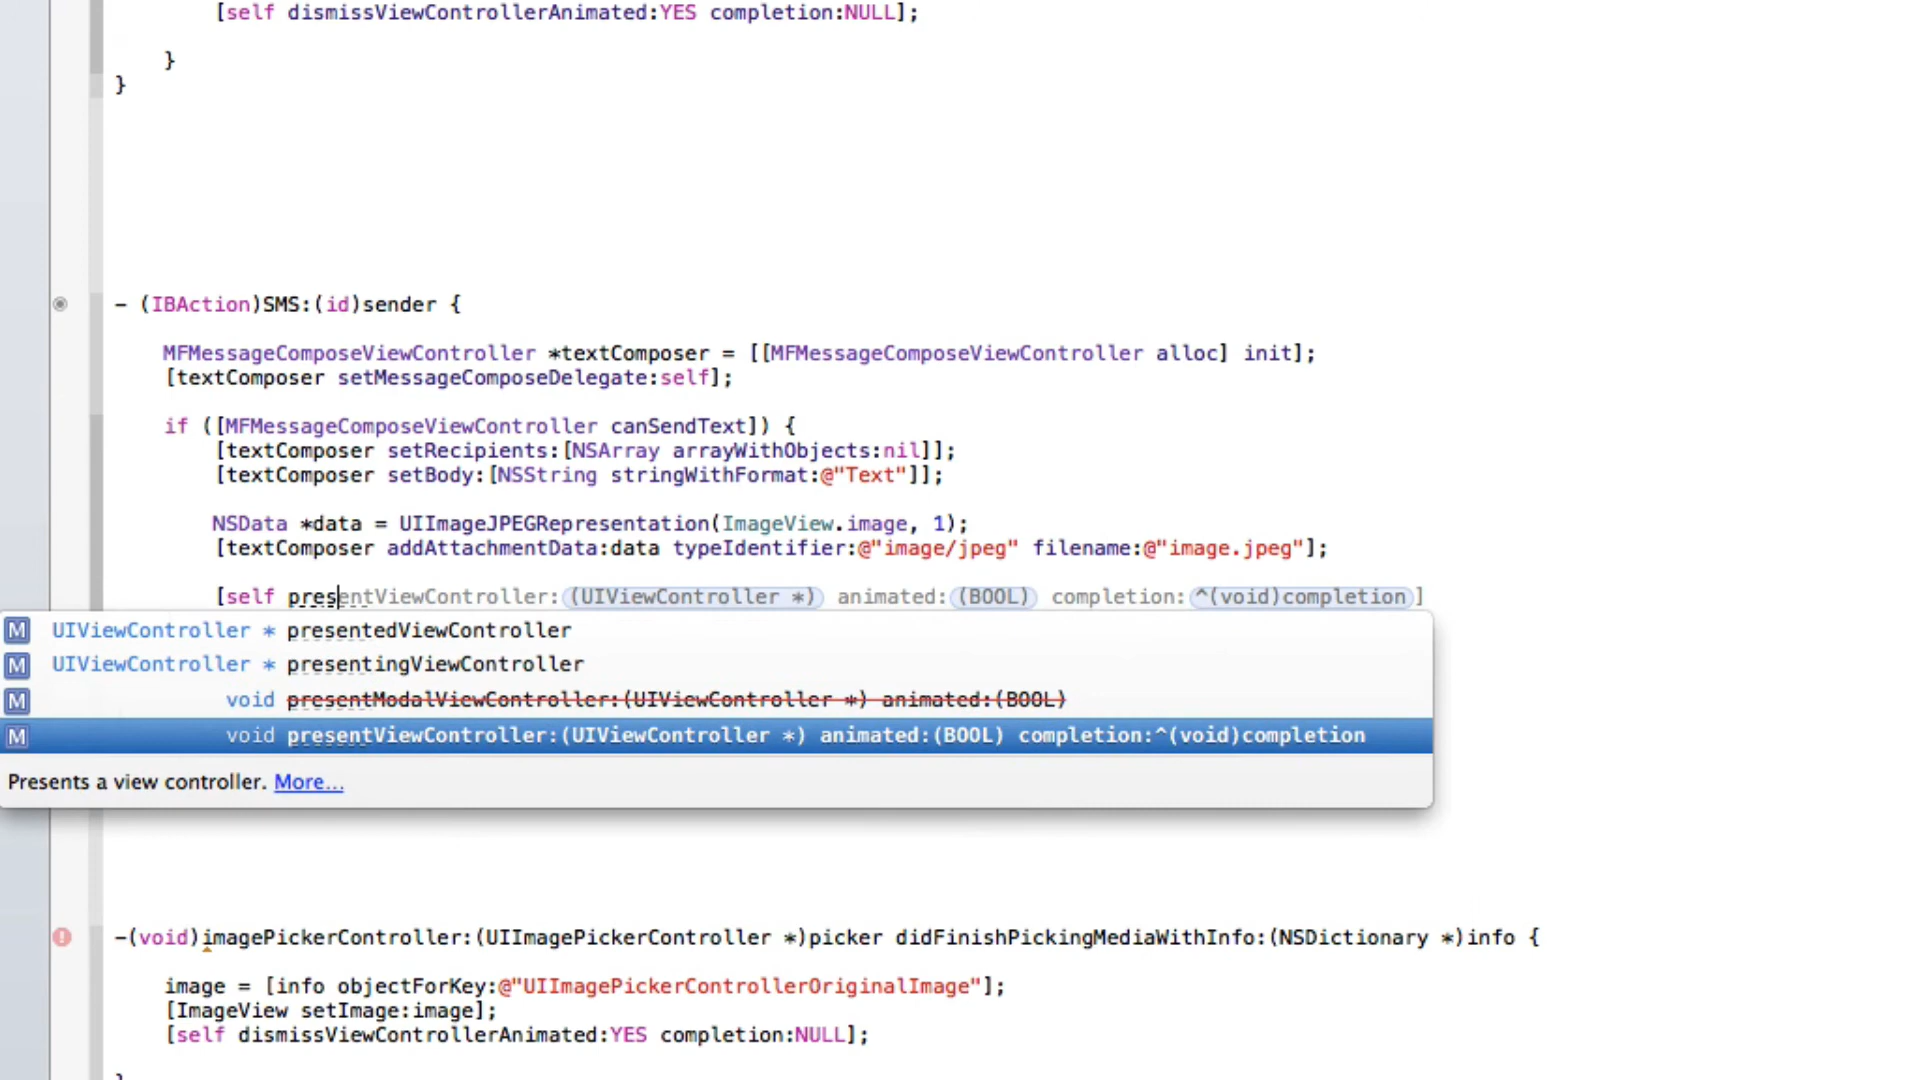 [self dismissViewControllerAnimated:YES completion:NULL];
}
}
- (IBAction)SMS:(id)sender {
MFMessageComposeViewController *textComposer = [[MFMessageComposeViewController alloc] init];
[textComposer setMessageComposeDelegate:self];
if ([MFMessageComposeViewController canSendText]) {
[textComposer setRecipients:[NSArray arrayWithObjects:nil]];
[textComposer setBody:[NSString stringWithFormat:@"Text"]];
NSData *data = UIImageJPEGRepresentation(ImageView.image, 1);
[textComposer addAttachmentData:data typeIdentifier:@"image/jpeg" filename:@"image.jpeg"];
[self presentViewController:(UIViewController *) animated:(BOOL) completion:^(void)completion]
M UIViewController * presentedViewController
M UIViewController * presentingViewController
M void presentModalViewController:(UIViewController *) animated:(BOOL)
M void presentViewController:(UIViewController *) animated:(BOOL) completion:^(void)completion
Presents a view controller. More...
-(void)imagePickerController:(UIImagePickerController *)picker didFinishPickingMediaWithInfo:(NSDictionary *)info {
image = [info objectForKey:@"UIImagePickerControllerOriginalImage"];
[ImageView setImage:image];
[self dismissViewControllerAnimated:YES completion:NULL];
}